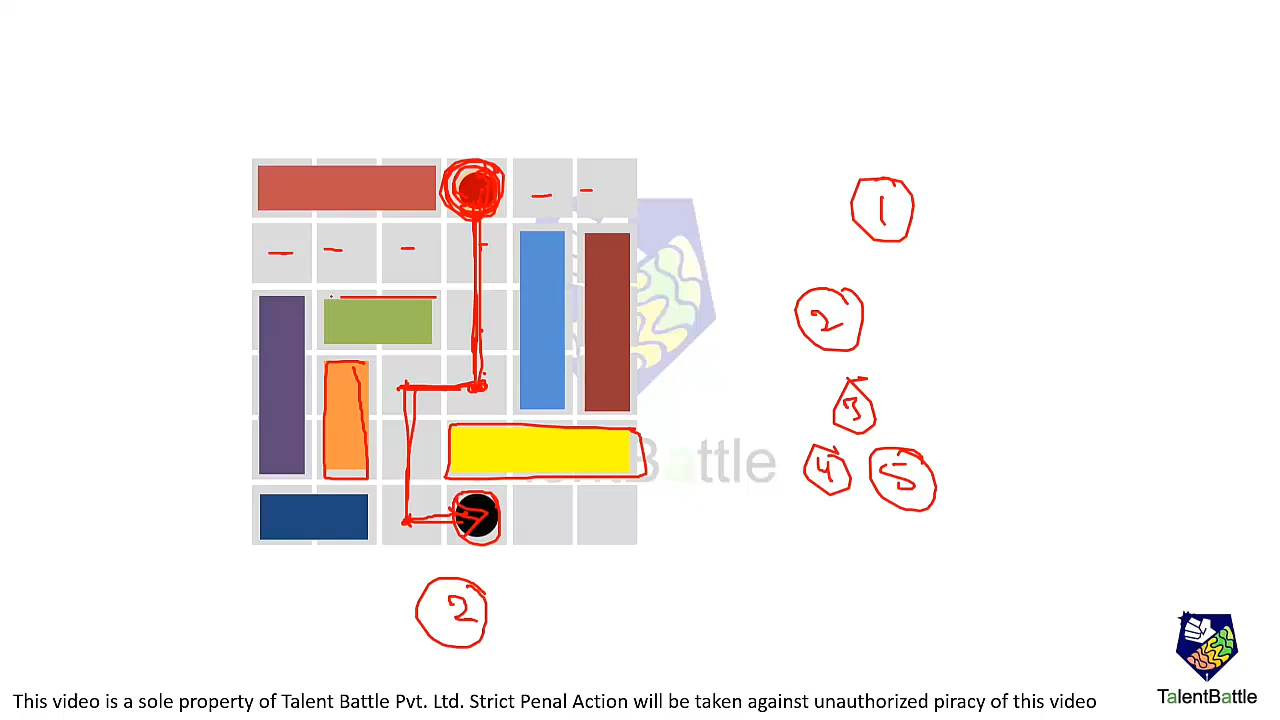 1
2
3
4 5
Battle
2
TalentBattle
This video is a sole property of Talent Battle Pvt. Ltd. Strict Penal Action will be taken against unauthorized piracy of this video